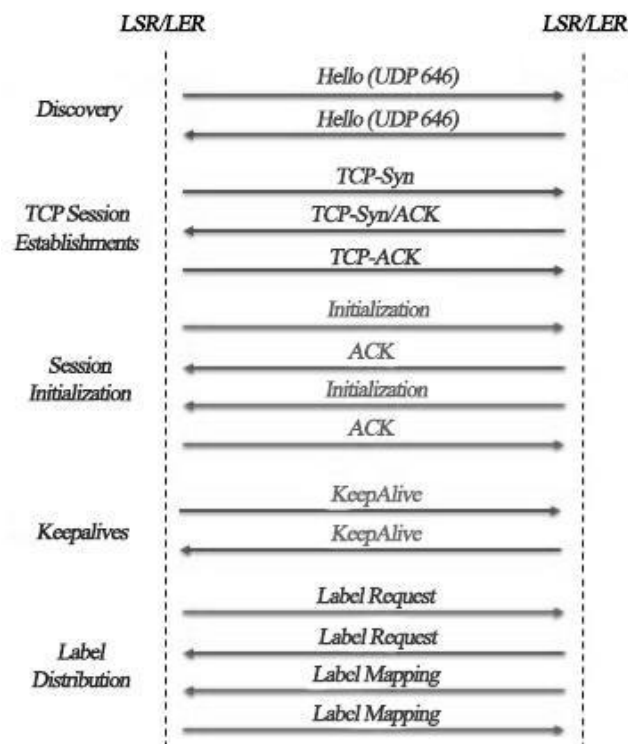 LSR/LER
LSR/LER
Discovery
Hello (UDP 646)
Hello (UDP 646)
TCP Session
Establishments
TCP-Syn
TCP-Syn/ACK
TCP-ACK
Session
Initialization
Initialization
ACK
Initialization
ACK
Keepalives
KeepAlive
KeepAlive
Label
Distribution
Label Request
Label Request
Label Mapping
Label Mapping